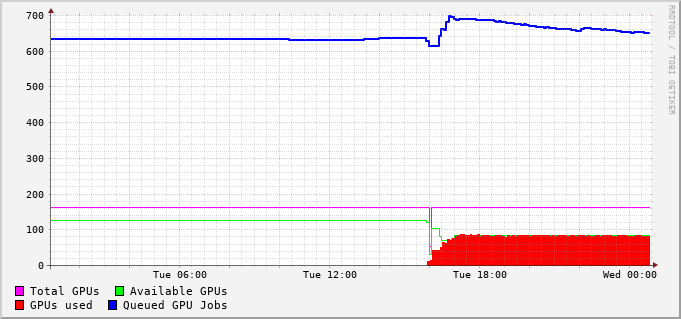 700
600
500
400
300
200
100
0
Tue 06:00 Tue 12:00 Tue 18:00 Wed 00:00
Total GPUs Available GPUs
GPUs used Queued GPU Jobs
RRDTOOL / TOBI OETIKER